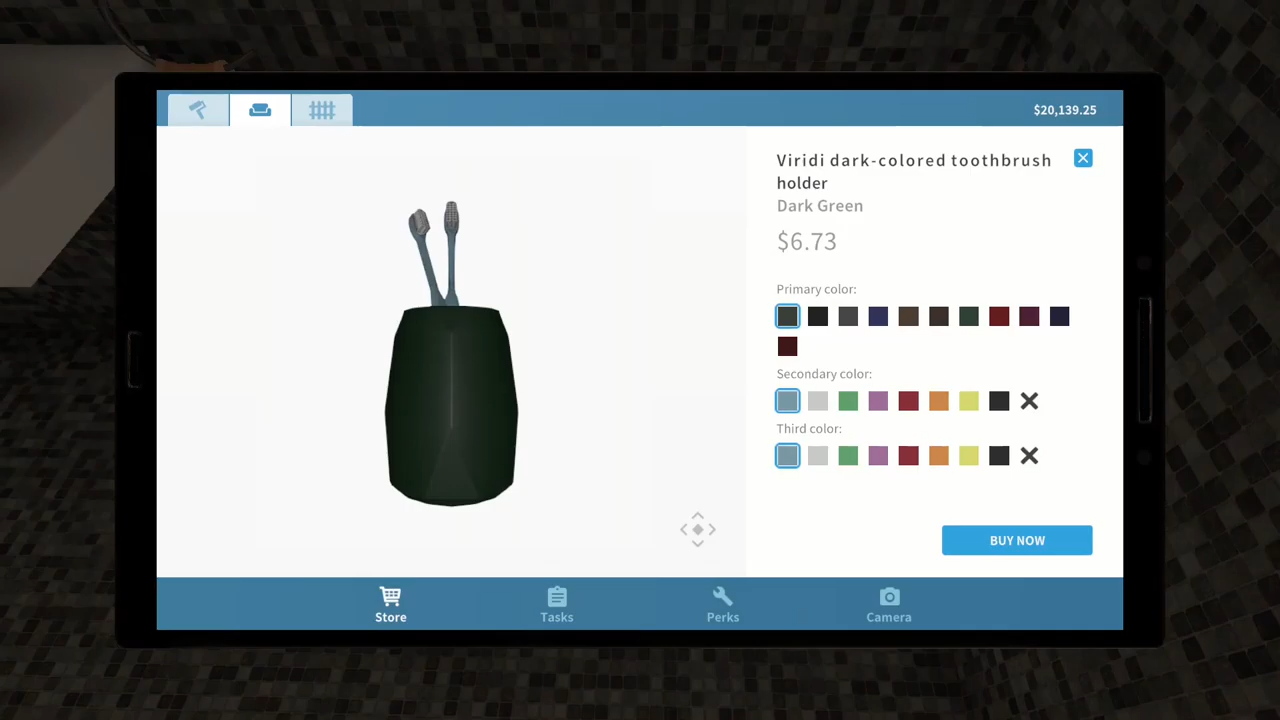 $20,139.25
Viridi dark-colored toothbrush
holder
Dark Green
$6.73
Primary color:
Secondary color:
Third color:
BUY NOW
Store
Tasks
Perks
Camera